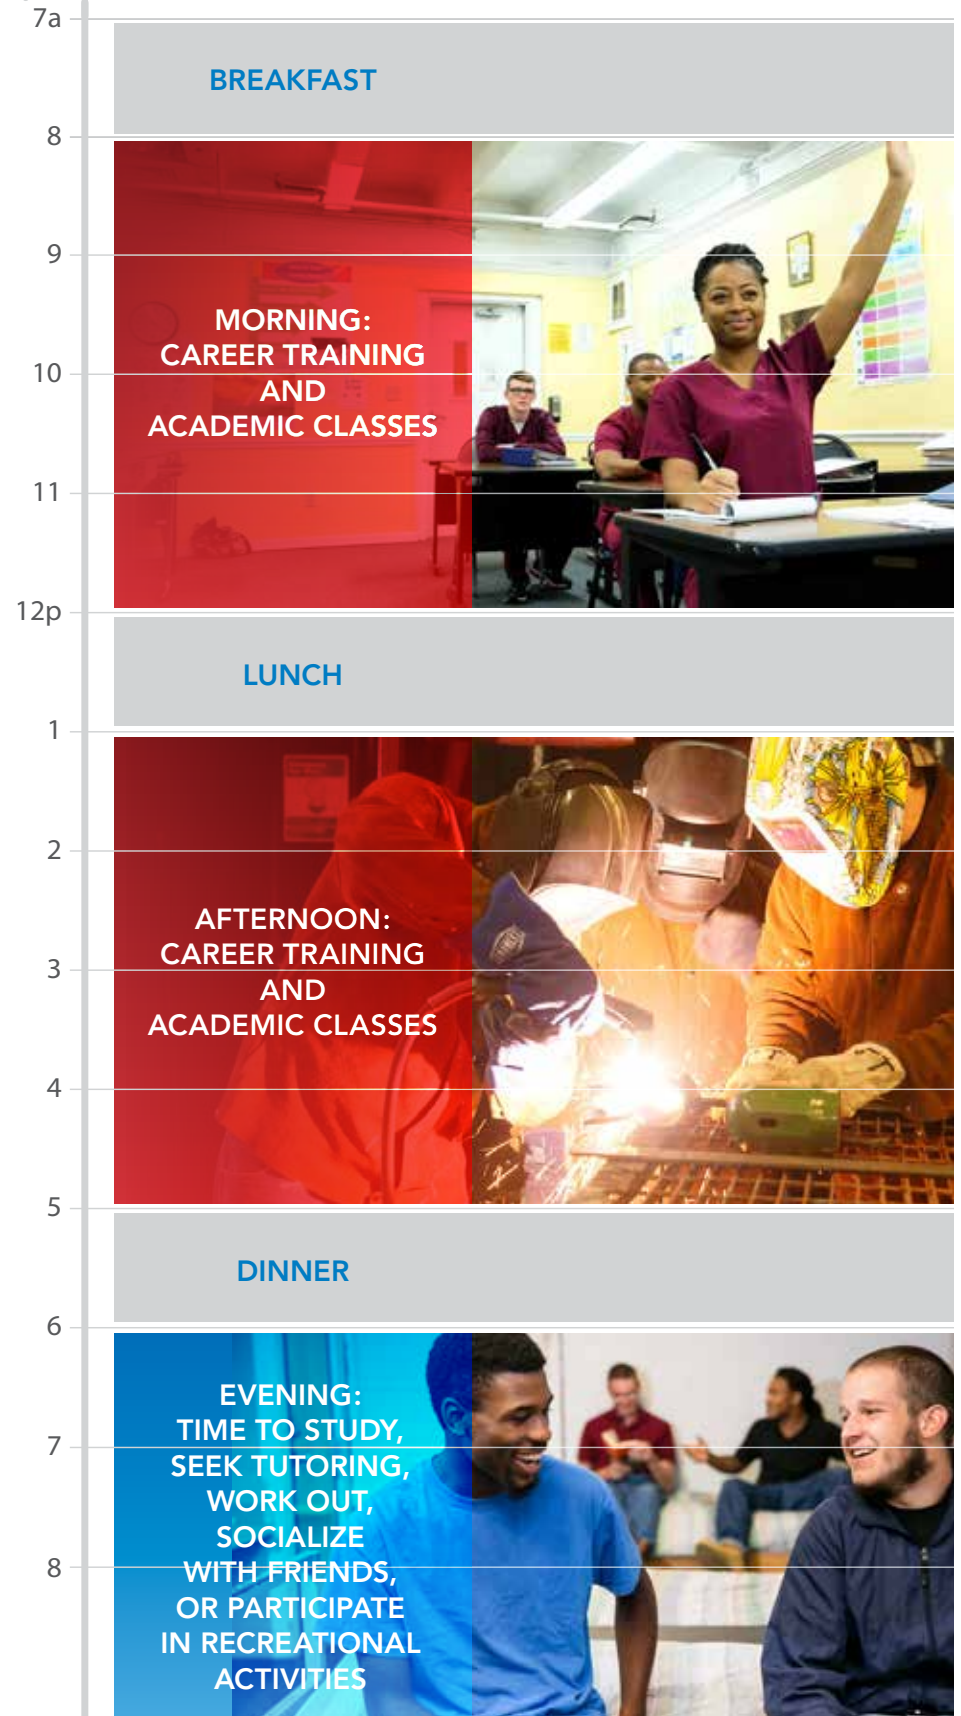 7a
BREAKFAST
8
9
MORNING:
CAREER TRAINING
10
AND
ACADEMIC CLASSES
11
12p
LUNCH
1
2
AFTERNOON:
CAREER TRAINING
3
AND
ACADEMIC CLASSES
4
5
DINNER
6
EVENING:
TIME TO STUDY,
7
SEEK TUTORING,
WORK OUT,
SOCIALIZE
8
WITH FRIENDS,
OR PARTICIPATE
IN RECREATIONAL
ACTIVITIES